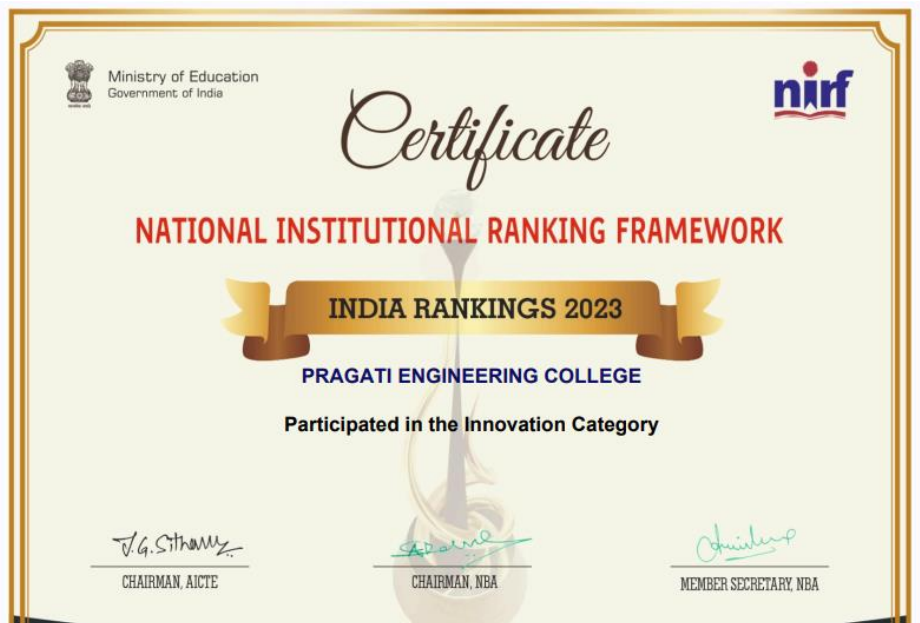 Ministry of Education
Government of India
nirf
Certificate
NATIONAL INSTITUTIONAL RANKING FRAMEWORK
INDIA RANKINGS 2023
PRAGATI ENGINEERING COLLEGE
Participated in the Innovation Category
CHAIRMAN, AICTE
CHAIRMAN, NBA
MEMBER SECRETARY, NBA